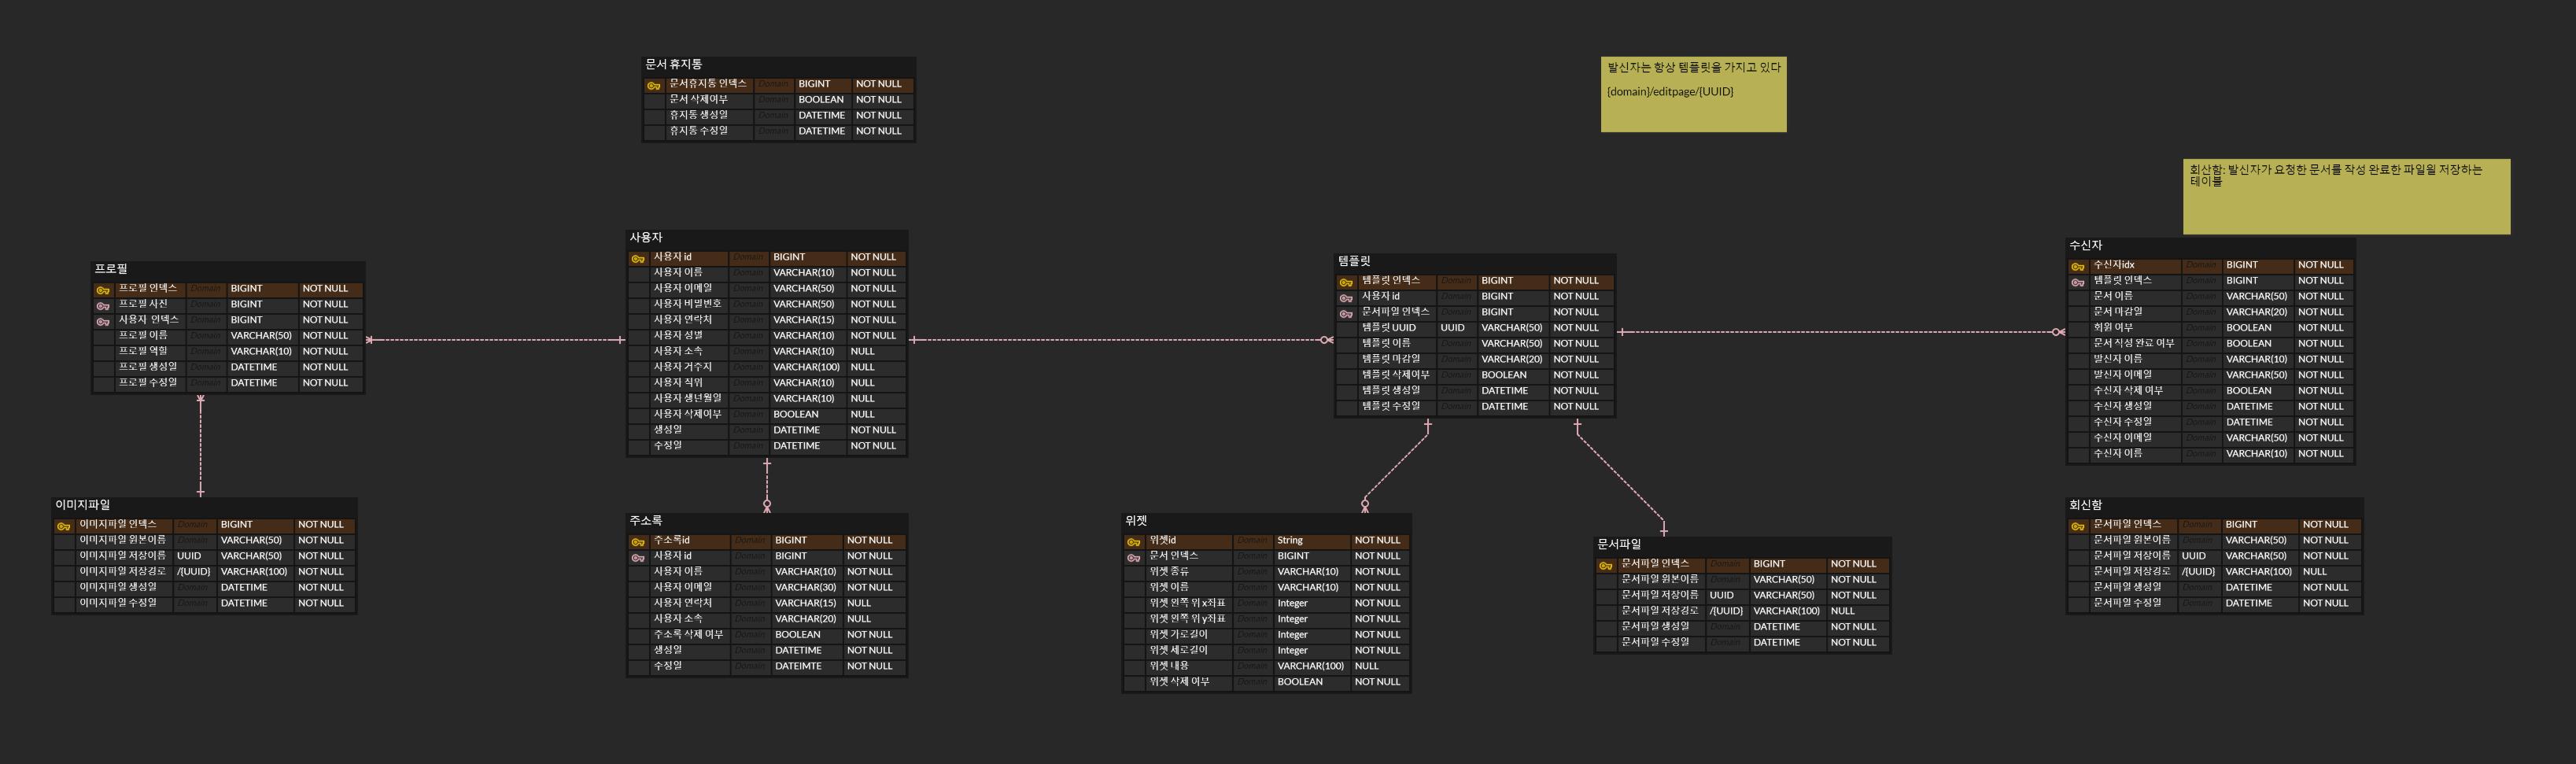 문서 휴지통
문서휴지통 인덱스 Domain BIGINT NOT NULL
문서 삭제여부 Domain BOOLEAN NOT NULL
휴지통 생성일 Domain DATETIME NOT NULL
휴지통 수정일 Domain DATETIME NOT NULL
발신자는 항상 템플릿을 가지고 있다
{domain}/editpage/{UUID}
회산함: 발신자가 요청한 문서를 작성 완료한 파일을 저장하는
테이블
프로필
프로필 인덱스 Domain BIGINT NOT NULL
프로필 사진 Domain BIGINT NOT NULL
사용자 인덱스 Domain BIGINT NOT NULL
프로필 이름 Domain VARCHAR(50) NOT NULL
프로필 역할 Domain VARCHAR(10) NOT NULL
프로필 생성일 Domain DATETIME NOT NULL
프로필 수정일 Domain DATETIME NOT NULL
사용자
사용자 id Domain BIGINT NOT NULL
사용자 이름 Domain VARCHAR(10) NOT NULL
사용자 이메일 Domain VARCHAR(50) NOT NULL
사용자 비밀번호 Domain VARCHAR(50) NOT NULL
사용자 연락처 Domain VARCHAR(15) NOT NULL
사용자 성별 Domain VARCHAR(10) NOT NULL
사용자 소속 Domain VARCHAR(10) NULL
사용자 거주지 Domain VARCHAR(100) NULL
사용자 직위 Domain VARCHAR(10) NULL
사용자 생년월일 Domain VARCHAR(10) NULL
사용자 삭제여부 Domain BOOLEAN NULL
생성일 Domain DATETIME NOT NULL
수정일 Domain DATETIME NOT NULL
템플릿
템플릿 인덱스 Domain BIGINT NOT NULL
사용자 id Domain BIGINT NOT NULL
문서파일 인덱스 Domain BIGINT NOT NULL
템플릿 UUID UUID VARCHAR(50) NOT NULL
템플릿 이름 Domain VARCHAR(50) NOT NULL
템플릿 마감일 Domain VARCHAR(20) NOT NULL
템플릿 삭제여부 Domain BOOLEAN NOT NULL
템플릿 생성일 Domain DATETIME NOT NULL
템플릿 수정일 Domain DATETIME NOT NULL
수신자
수신자idx Domain BIGINT NOT NULL
템플릿 인덱스 Domain BIGINT NOT NULL
문서 이름 Domain VARCHAR(50) NOT NULL
문서 마감일 Domain VARCHAR(20) NOT NULL
회원 여부 Domain BOOLEAN NOT NULL
문서 작성 완료 여부 Domain BOOLEAN NOT NULL
발신자 이름 Domain VARCHAR(10) NOT NULL
발신자 이메일 Domain VARCHAR(50) NOT NULL
수신자 삭제 여부 Domain BOOLEAN NOT NULL
수신자 생성일 Domain DATETIME NOT NULL
수신자 수정일 Domain DATETIME NOT NULL
수신자 이메일 Domain VARCHAR(50) NOT NULL
수신자 이름 Domain VARCHAR(10) NOT NULL
이미지파일
이미지파일 인덱스 Domain BIGINT NOT NULL
이미지파일 원본이름 Domain VARCHAR(50) NOT NULL
이미지파일 저장이름 UUID VARCHAR(50) NOT NULL
이미지파일 저장경로 /{UUID} VARCHAR(100) NOT NULL
이미지파일 생성일 Domain DATETIME NOT NULL
이미지파일 수정일 Domain DATETIME NOT NULL
주소록
주소록id Domain BIGINT NOT NULL
사용자 id Domain BIGINT NOT NULL
사용자 이름 Domain VARCHAR(10) NOT NULL
사용자 이메일 Domain VARCHAR(30) NOT NULL
사용자 연락처 Domain VARCHAR(15) NULL
사용자 소속 Domain VARCHAR(20) NULL
주소록 삭제 여부 Domain BOOLEAN NOT NULL
생성일 Domain DATETIME NOT NULL
수정일 Domain DATEIMTE NOT NULL
위젯
위젯id Domain String NOT NULL
문서 인덱스 Domain BIGINT NOT NULL
위젯 종류 Domain VARCHAR(10) NOT NULL
위젯 이름 Domain VARCHAR(10) NOT NULL
위젯 왼쪽 위 x좌표 Domain Integer NOT NULL
위젯 왼쪽 위 y좌표 Domain Integer NOT NULL
위젯 가로길이 Domain Integer NOT NULL
위젯 세로길이 Domain Integer NOT NULL
위젯 내용 Domain VARCHAR(100) NULL
위젯 삭제 여부 Domain BOOLEAN NOT NULL
문서파일
문서파일 인덱스 Domain BIGINT NOT NULL
문서파일 원본이름 Domain VARCHAR(50) NOT NULL
문서파일 저장이름 UUID VARCHAR(50) NOT NULL
문서파일 저장경로 /{UUID} VARCHAR(100) NULL
문서파일 생성일 Domain DATETIME NOT NULL
문서파일 수정일 Domain DATETIME NOT NULL
회신함
문서파일 인덱스 Domain BIGINT NOT NULL
문서파일 원본이름 Domain VARCHAR(50) NOT NULL
문서파일 저장이름 UUID VARCHAR(50) NOT NULL
문서파일 저장경로 /{UUID} VARCHAR(100) NULL
문서파일 생성일 Domain DATETIME NOT NULL
문서파일 수정일 Domain DATETIME NOT NULL